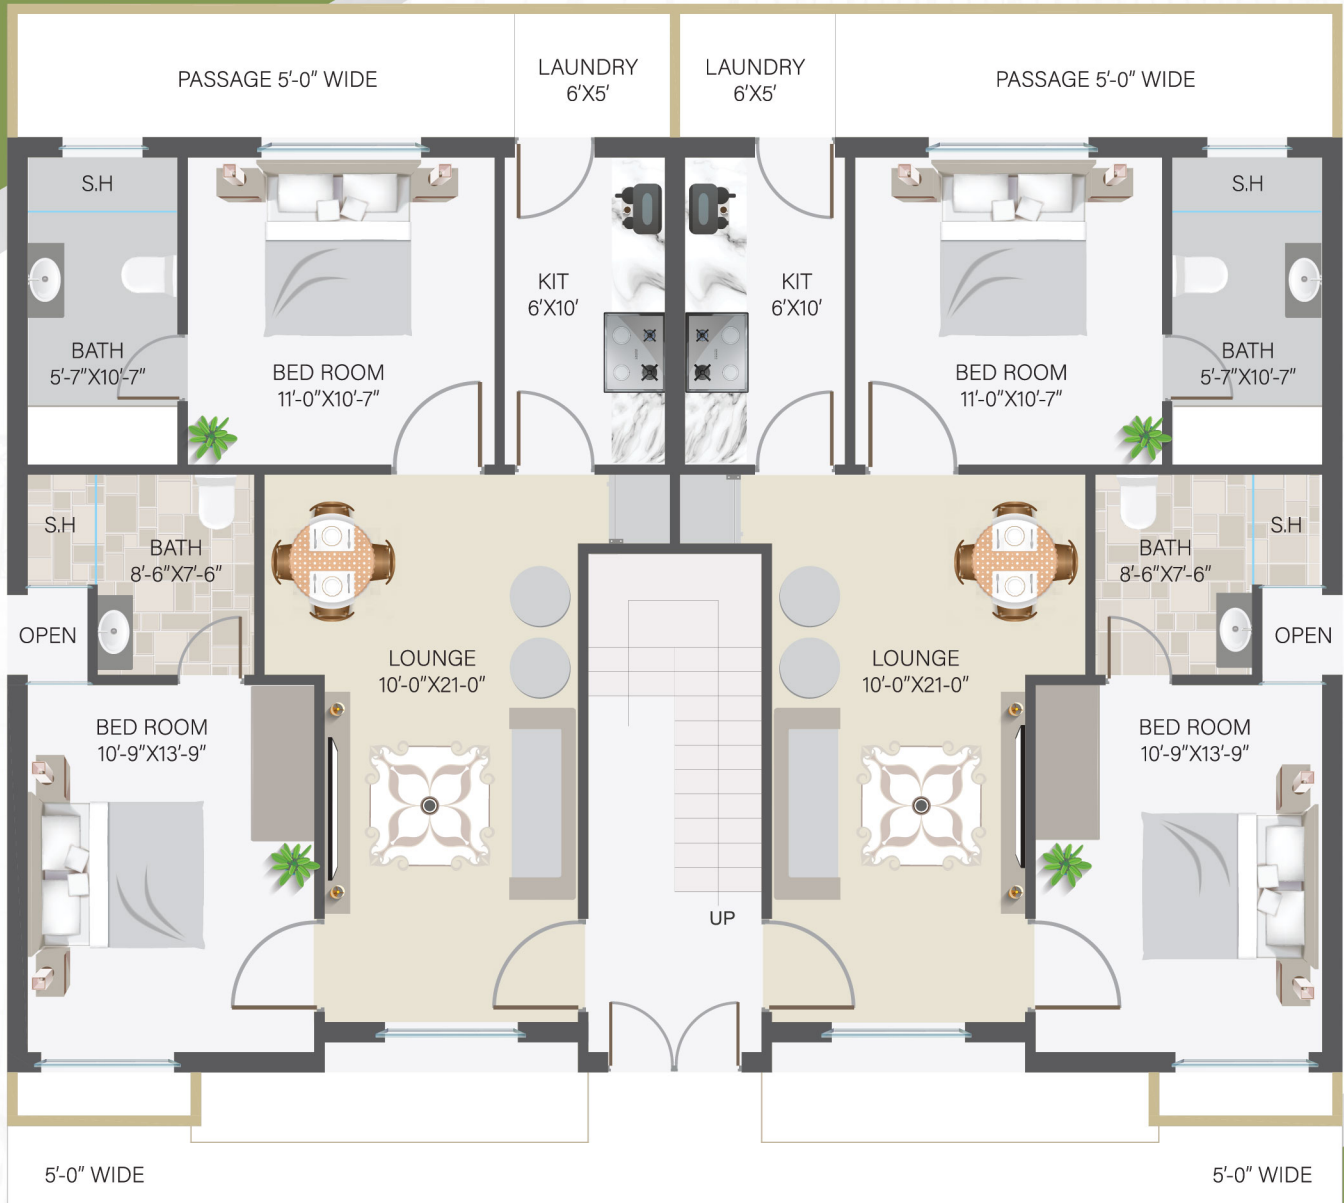 PASSAGE 5'-0" WIDE
LAUNDRY
6'X5'
LAUNDRY
6'X5'
PASSAGE 5'-0" WIDE
S.H
S.H
KIT
6'X10'
KIT
6'X10'
BATH
5'-7"X10'-7"
BED ROOM
11'-0"X10'-7"
BED ROOM
11'-0"X10'-7"
BATH
5'-7"X10'-7"
S.H
BATH
8'-6"X7'-6"
BATH
8'-6"X7'-6"
S.H
OPEN
OPEN
LOUNGE
10'-0"X21-0"
LOUNGE
10'-0"X21-0"
BED ROOM
10'-9"X13'-9"
BED ROOM
10'-9"X13'-9"
UP
5'-0" WIDE
5'-0" WIDE